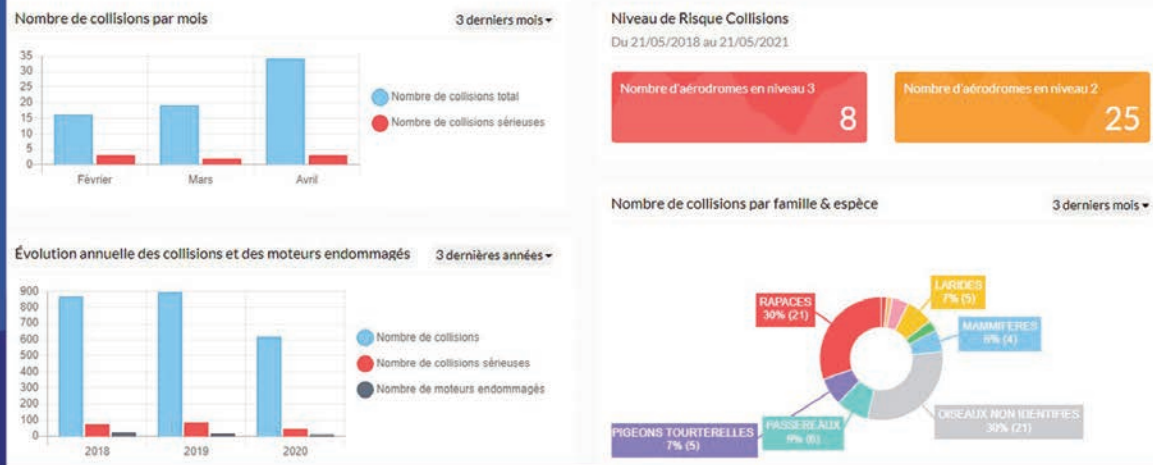 Nombre de collisions par mois
3 derniers mois
35
30
25
20
15
10
5
0
Février
Mars
Avril
Nombre de collisions total
Nombre de collisions sérieuses
Niveau de Risque Collisions
Du 21/05/2018 au 21/05/2021
Nombre d'aérodromes en niveau 3
8
Nombre d'aérodromes en niveau 2
25
Évolution annuelle des collisions et des moteurs endommagés
3 dernières années
900
800
700
600
500
400
300
200
100
0
2018
2019
2020
Nombre de collisions
Nombre de collisions sérieuses
Nombre de moteurs endommagés
Nombre de collisions par famille & espèce
3 derniers mois
RAPACES
30% (21)
LARIDES
7% (5)
MAMMIFERES
6% (4)
OISEAUX NON IDENTIFIES
30% (21)
PASSEREAUX
9% (6)
PIGEONS TOURTERELLES
7% (5)